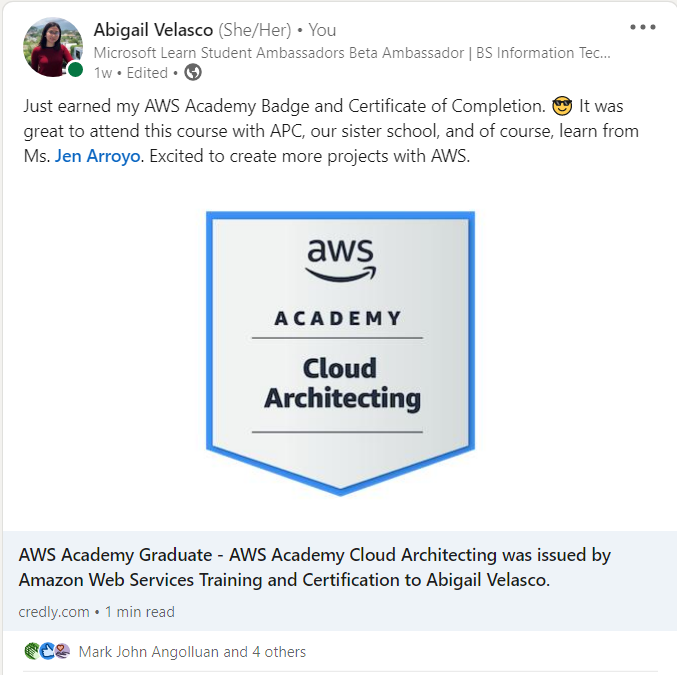 Abigail Velasco (She/Her) • You
Microsoft Learn Student Ambassadors Beta Ambassador | BS Information Tec...
1w • Edited •
Just earned my AWS Academy Badge and Certificate of Completion. 😎 It was
great to attend this course with APC, our sister school, and of course, learn from
Ms. Jen Arroyo. Excited to create more projects with AWS.
aws
ACADEMY
Cloud
Architecting
AWS Academy Graduate - AWS Academy Cloud Architecting was issued by
Amazon Web Services Training and Certification to Abigail Velasco.
credly.com • 1 min read
Mark John Angolluan and 4 others